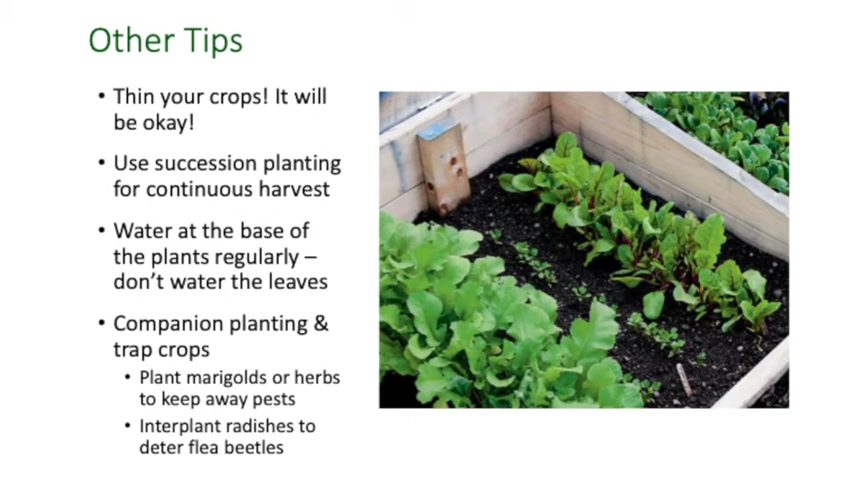 Other Tips
• Thin your crops! It will
be okay!
• Use succession planting
for continuous harvest
• Water at the base of
the plants regularly –
don’t water the leaves
• Companion planting &
trap crops
• Plant marigolds or herbs
to keep away pests
• Interplant radishes to
deter flea beetles